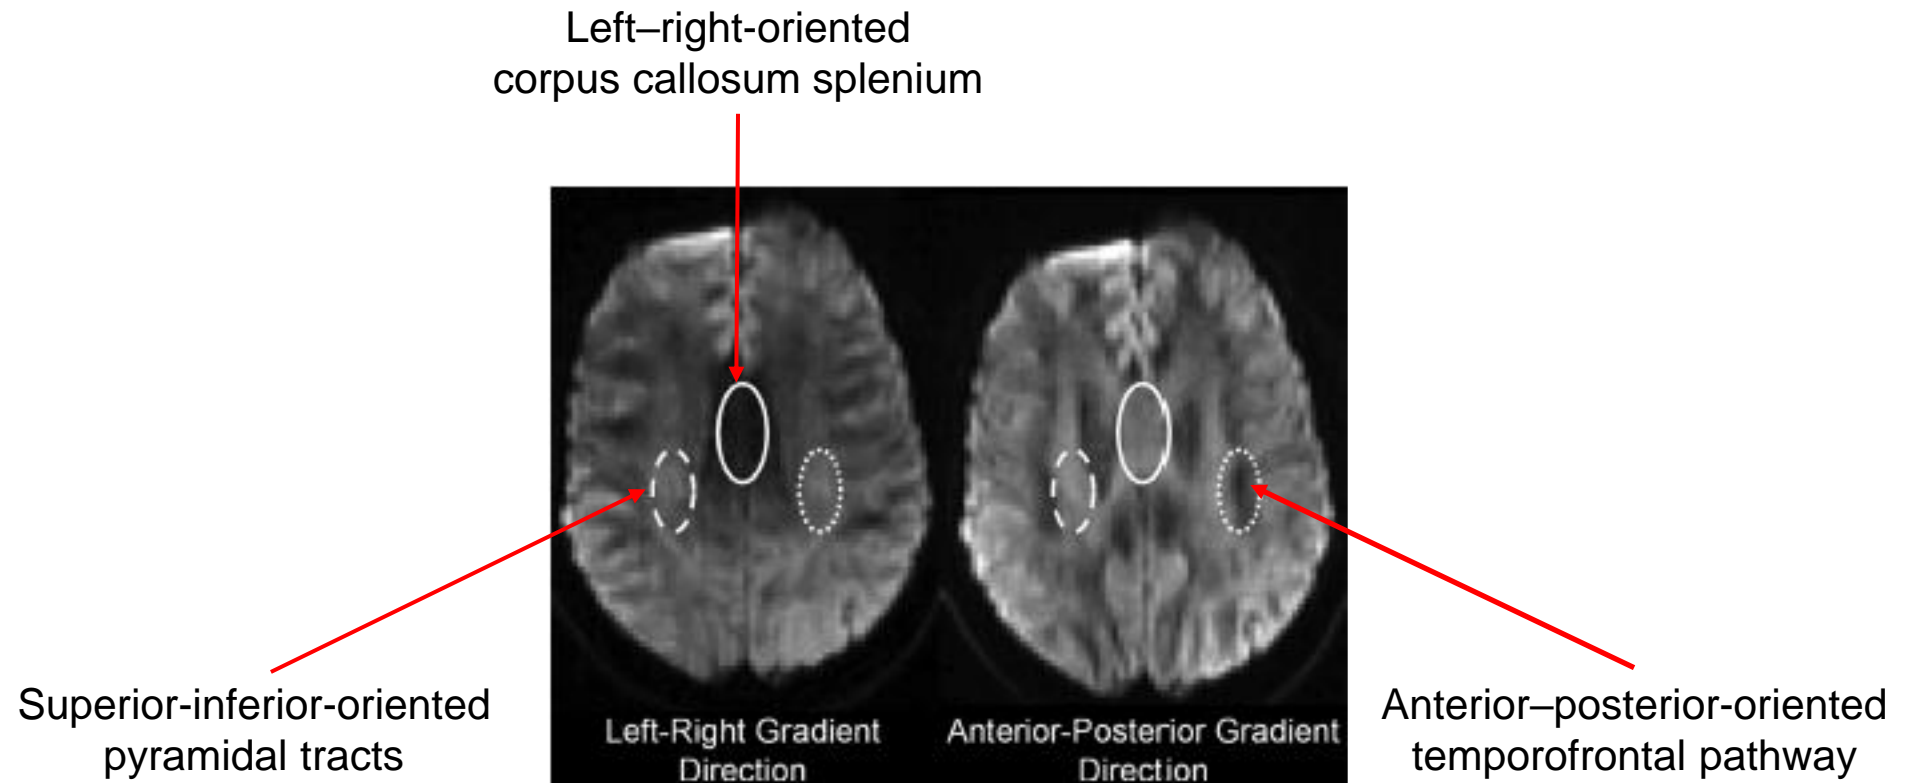 Left–right-oriented
corpus callosum splenium
Superior-inferior-oriented
pyramidal tracts
Left-Right Gradient
Direction
Anterior-Posterior Gradient
Direction
Anterior–posterior-oriented
temporofrontal pathway